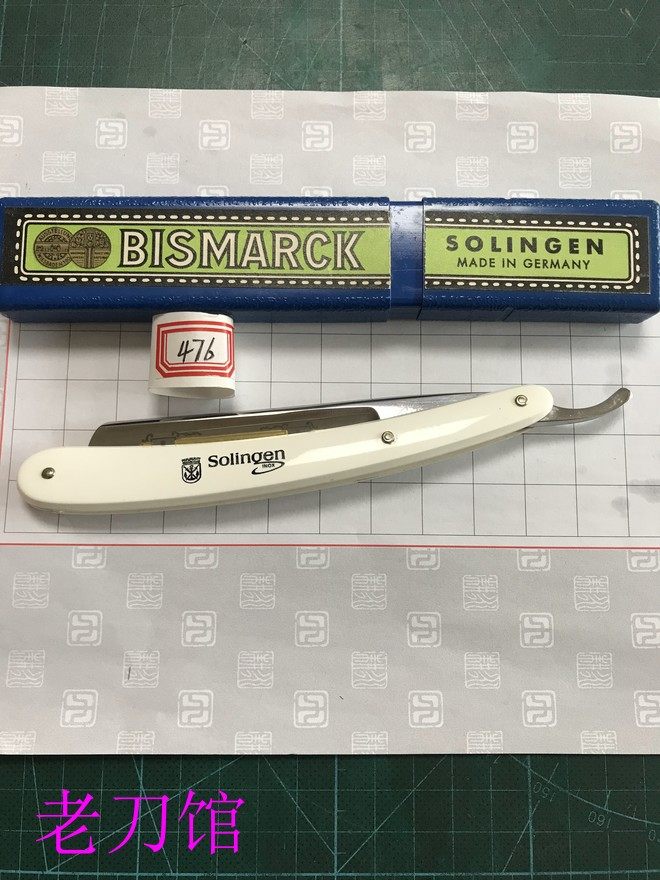 BISMARCK
SOLINGEN
MADE IN GERMANY
476
Solingen
INOX
老刀馆